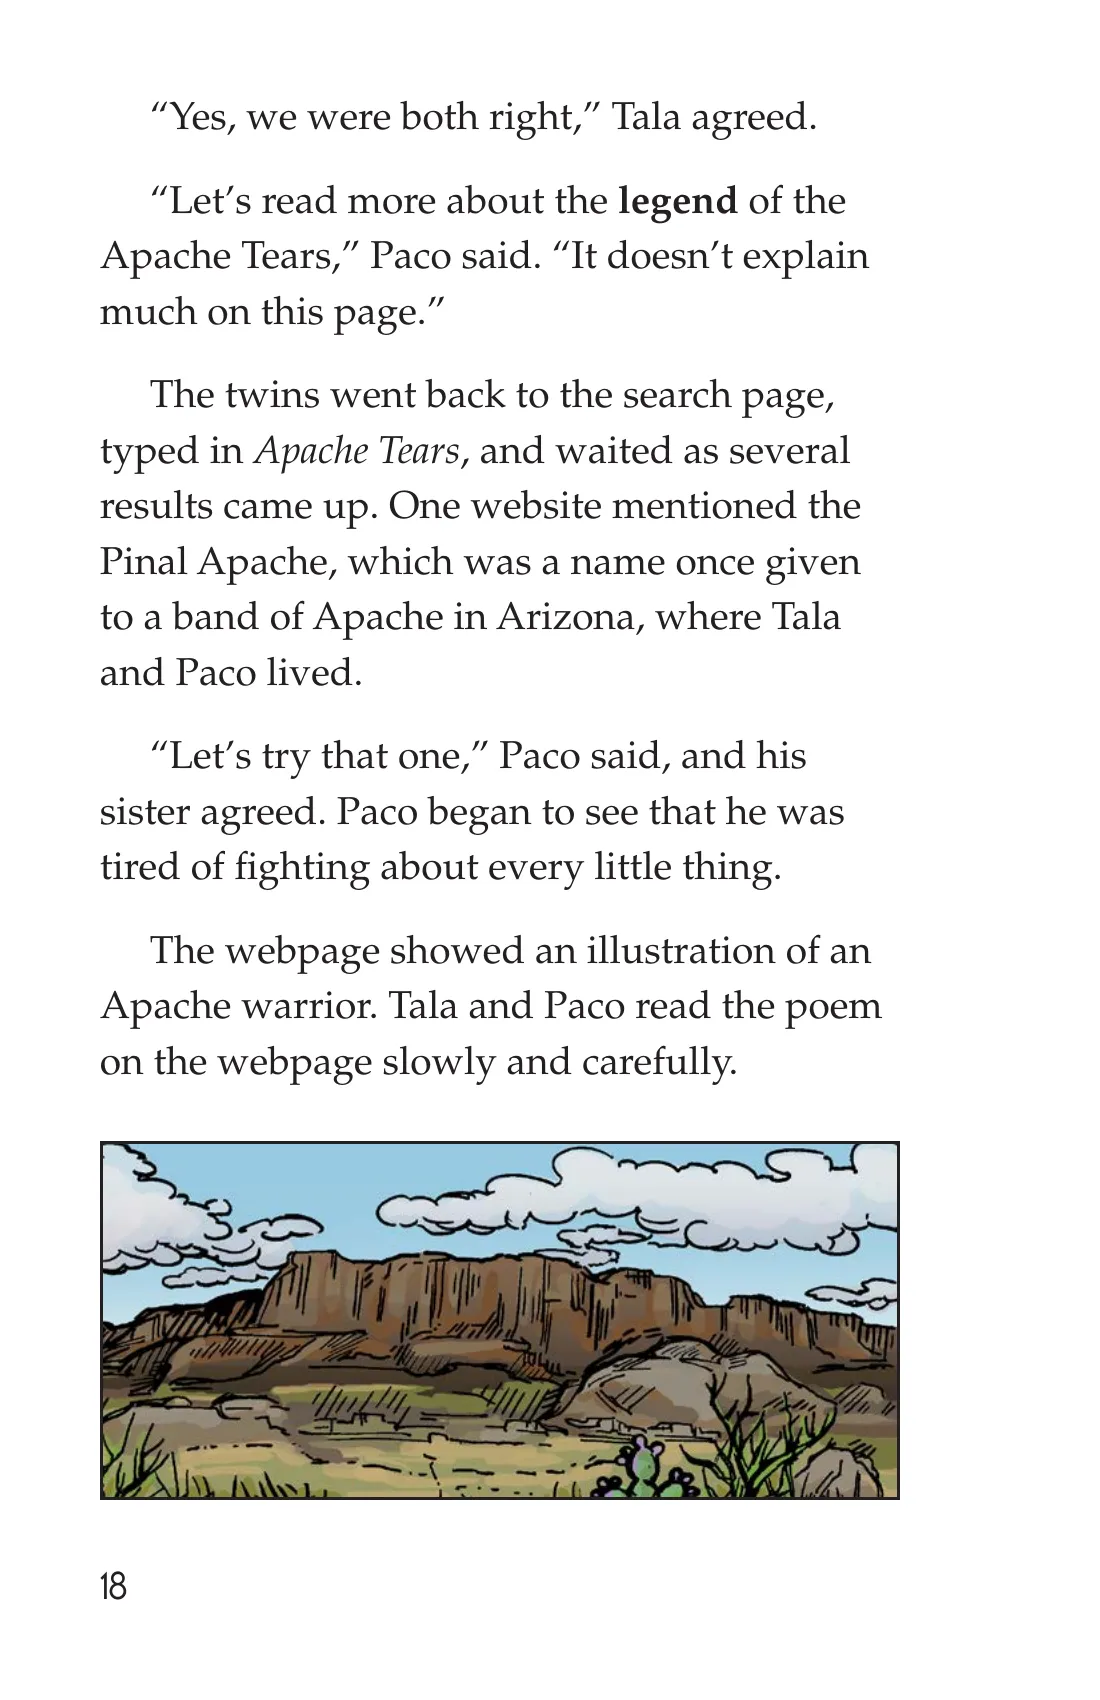 “Yes, we were both right,” Tala agreed.
“Let’s read more about the legend of the
Apache Tears,” Paco said. “It doesn’t explain
much on this page.”
The twins went back to the search page,
typed in Apache Tears, and waited as several
results came up. One website mentioned the
Pinal Apache, which was a name once given
to a band of Apache in Arizona, where Tala
and Paco lived.
“Let’s try that one,” Paco said, and his
sister agreed. Paco began to see that he was
tired of fighting about every little thing.
The webpage showed an illustration of an
Apache warrior. Tala and Paco read the poem
on the webpage slowly and carefully.
18